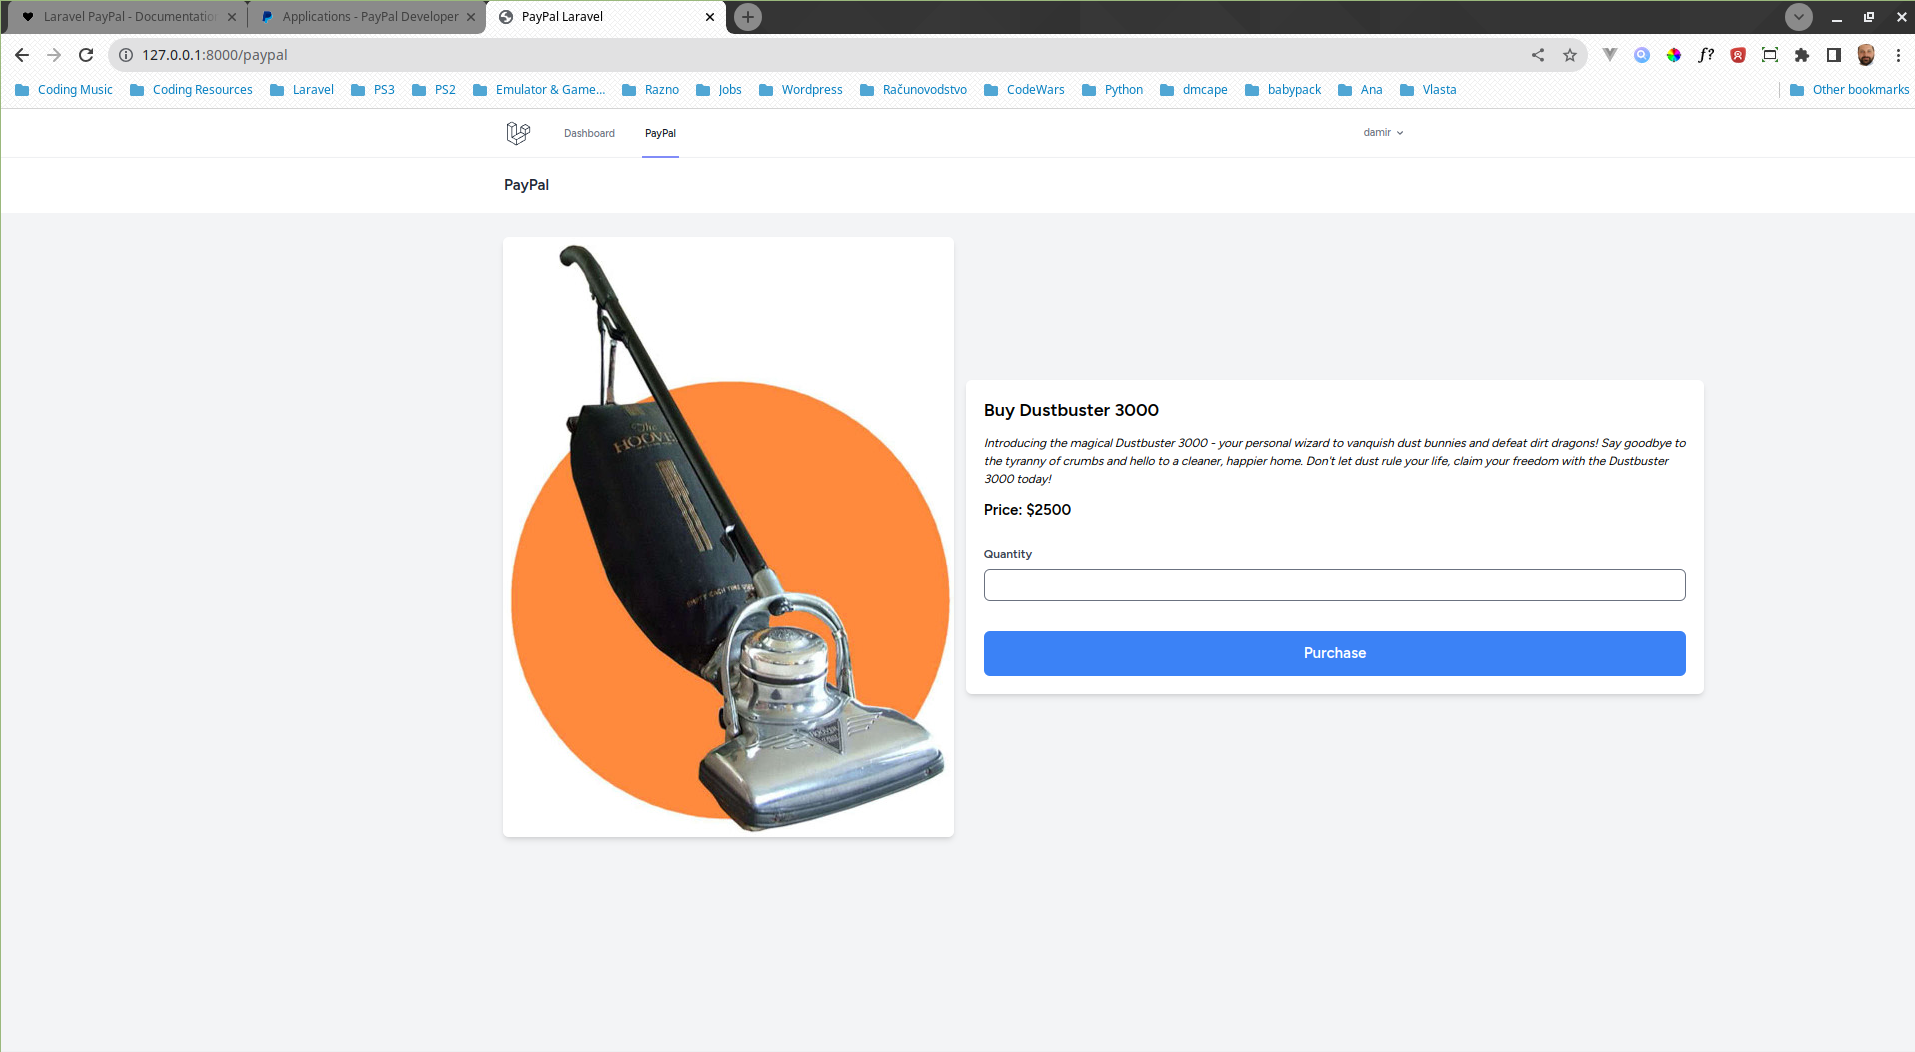 Laravel PayPal - Documentation
Applications - PayPal Developer
PayPal Laravel
127.0.0.1:8000/paypal
f?
Coding Music
Coding Resources
Laravel
PS3
PS2
Emulator & Game...
Razno
Jobs
Wordpress
Računovodstvo
CodeWars
Python
dmcape
babypack
Ana
Vlasta
Other bookmarks
Dashboard
PayPal
damir
PayPal
The
HOOVE
Buy Dustbuster 3000
Introducing the magical Dustbuster 3000 - your personal wizard to vanquish dust bunnies and defeat dirt dragons! Say goodbye to
the tyranny of crumbs and hello to a cleaner, happier home. Don't let dust rule your life, claim your freedom with the Dustbuster
3000 today!
Price: $2500
Quantity
Purchase